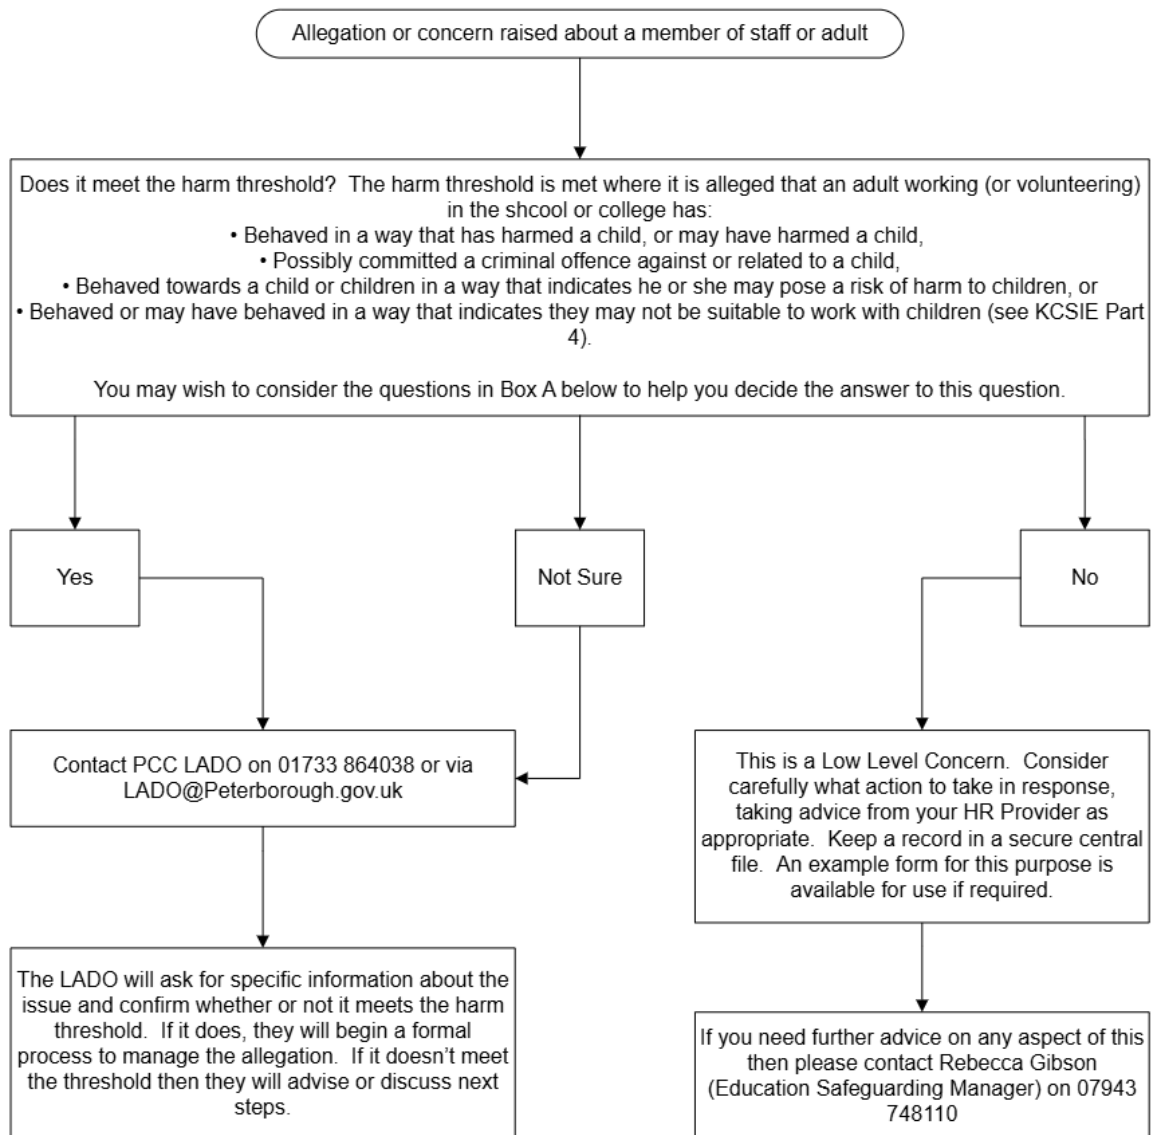 Allegation or concern raised about a member of staff or adult
Does it meet the harm threshold?  The harm threshold is met where it is alleged that an adult working (or volunteering)
in the shcool or college has:
• Behaved in a way that has harmed a child, or may have harmed a child,
• Possibly committed a criminal offence against or related to a child,
• Behaved towards a child or children in a way that indicates he or she may pose a risk of harm to children, or
• Behaved or may have behaved in a way that indicates they may not be suitable to work with children (see KCSIE Part
4).
You may wish to consider the questions in Box A below to help you decide the answer to this question.
Yes
Not Sure
No
Contact PCC LADO on 01733 864038 or via
LADO@Peterborough.gov.uk
This is a Low Level Concern.  Consider
carefully what action to take in response,
taking advice from your HR Provider as
appropriate.  Keep a record in a secure central
file.  An example form for this purpose is
available for use if required.
The LADO will ask for specific information about the
issue and confirm whether or not it meets the harm
threshold.  If it does, they will begin a formal
process to manage the allegation.  If it doesn't meet
the threshold then they will advise or discuss next
steps.
If you need further advice on any aspect of this
then please contact Rebecca Gibson
(Education Safeguarding Manager) on 07943
748110